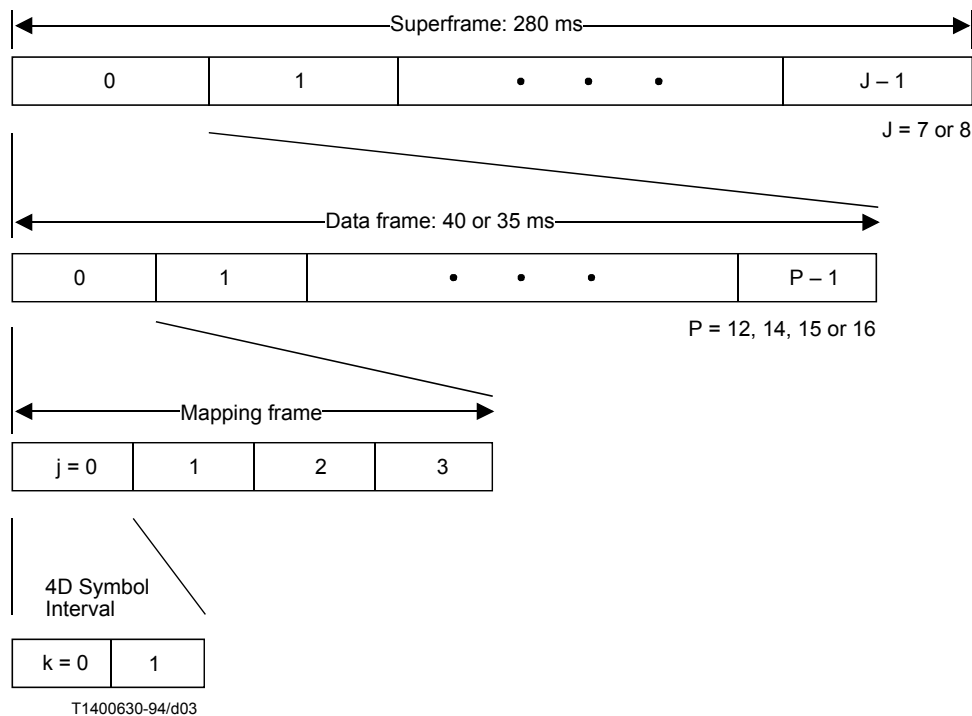 Superframe: 280 ms
0 1 • • • J – 1
J = 7 or 8
Data frame: 40 or 35 ms
0 1 • • • P – 1
P = 12, 14, 15 or 16
Mapping frame
j = 0 1 2 3
4D Symbol
Interval
k = 0 1
T1400630-94/d03